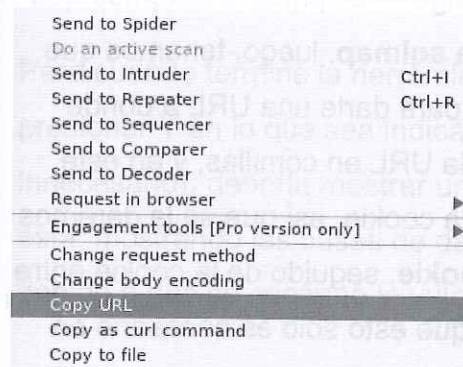 Send to Spider
Do an active scan
Send to Intruder Ctrl+I
Send to Repeater Ctrl+R
Send to Sequencer
Send to Comparer
Send to Decoder
Request in browser
Engagement tools [Pro version only]
Change request method
Change body encoding
Copy URL
Copy as curl command
Copy to file